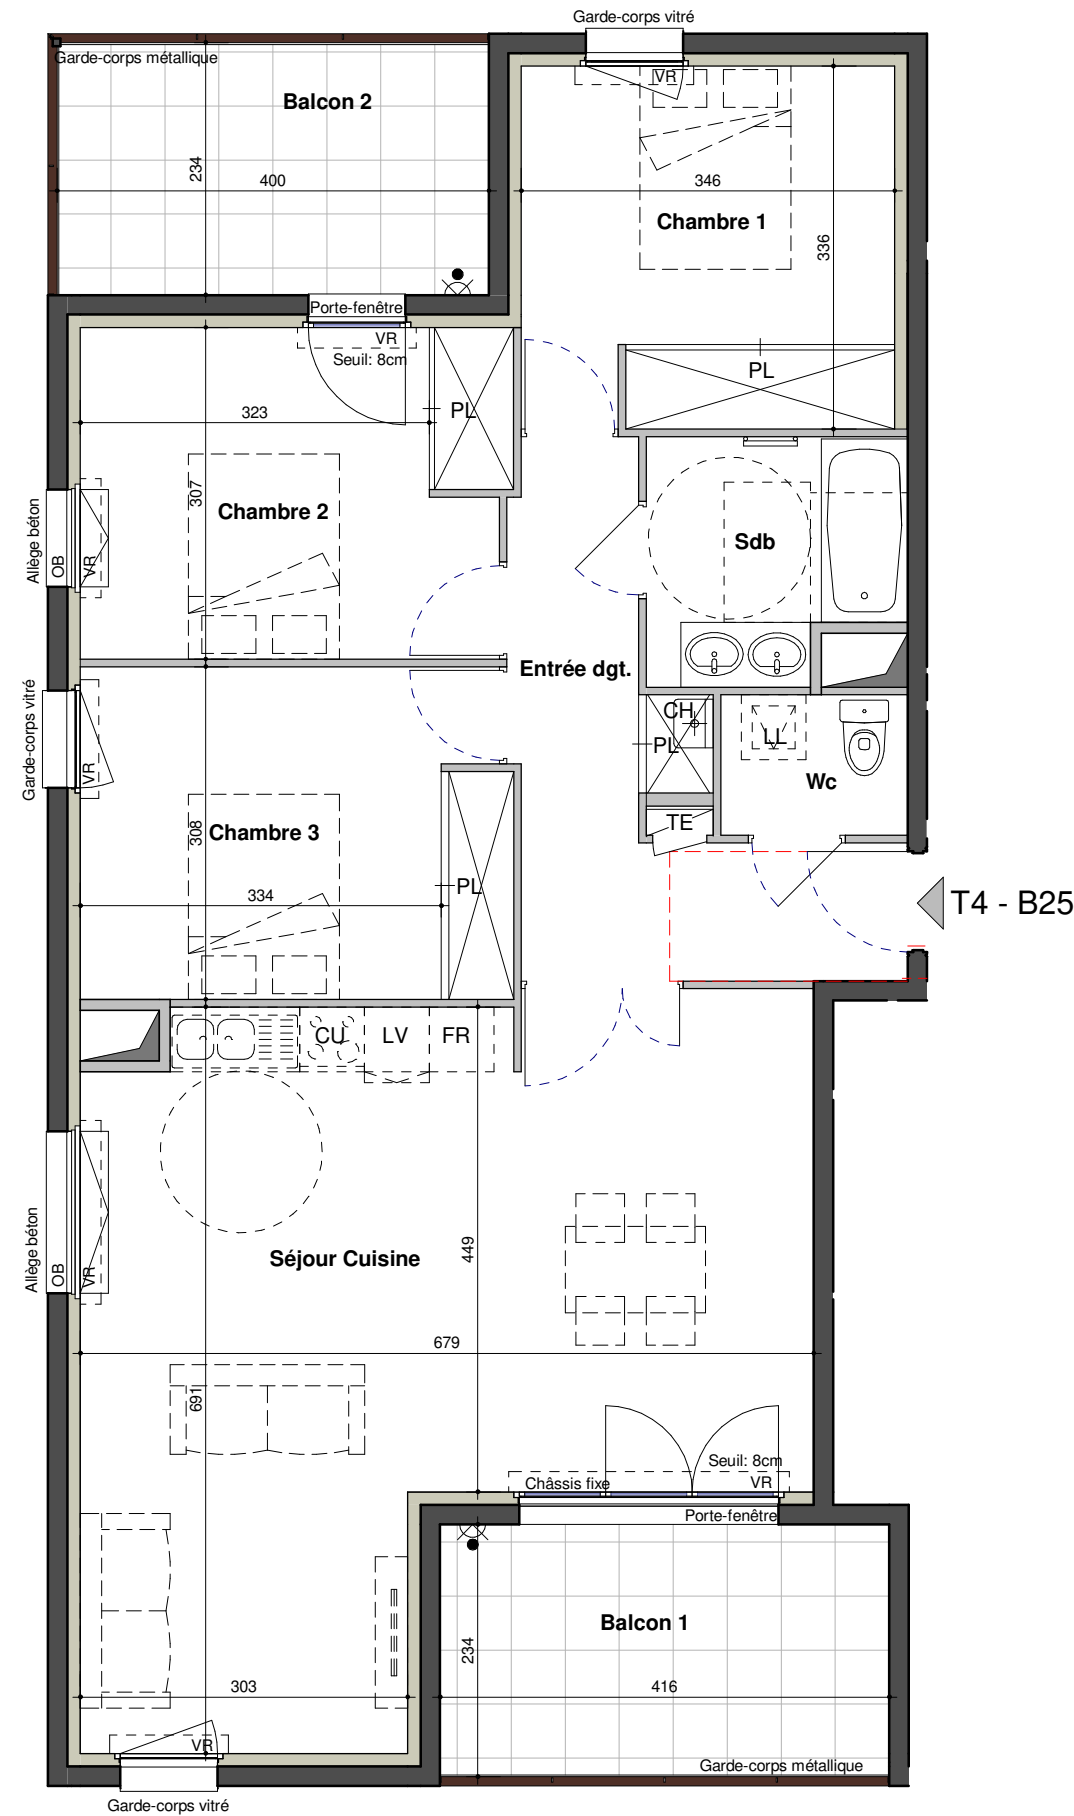 Garde-corps vitré
Garde-corps métallique
Balcon 2
234
400
VR
346
Chambre 1
336
Porte-fenêtre
VR
Seuil: 8cm
PL
323
PL
307
Chambre 2
Allège béton
OB
VR
Sdb
Entrée dgt.
Garde-corps vitré
VR
CH
PL
LL
Wc
TE
308
Chambre 3
334
PL
T4 - B25
CU
LV
FR
Allège béton
OB
VR
Séjour Cuisine
449
679
691
Seuil: 8cm
Châssis fixe
VR
Porte-fenêtre
Balcon 1
234
303
416
VR
Garde-corps métallique
Garde-corps vitré